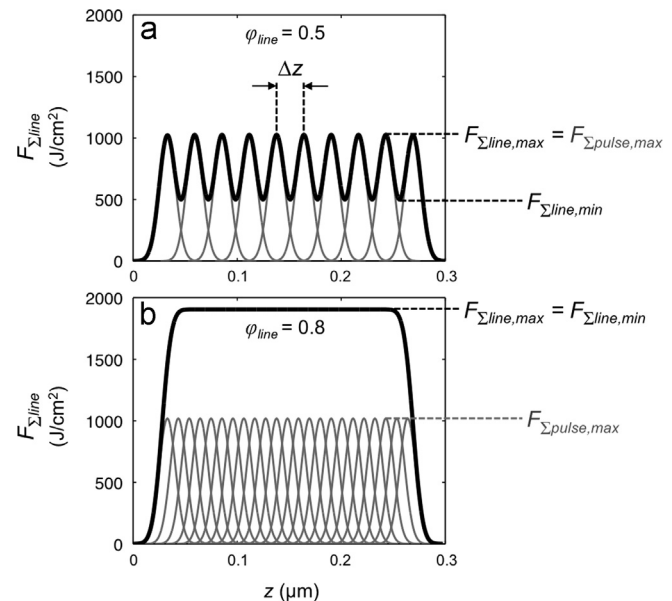 a
φline = 0.5
Δz
2000
1500
1000
500
0
FΣline
(J/cm²)
FΣline,max = FΣpulse,max
FΣline,min
0
0.1
0.2
0.3
b
φline = 0.8
2000
1500
1000
500
0
FΣline
(J/cm²)
FΣline,max = FΣline,min
FΣpulse,max
0
0.1
0.2
0.3
z (μm)